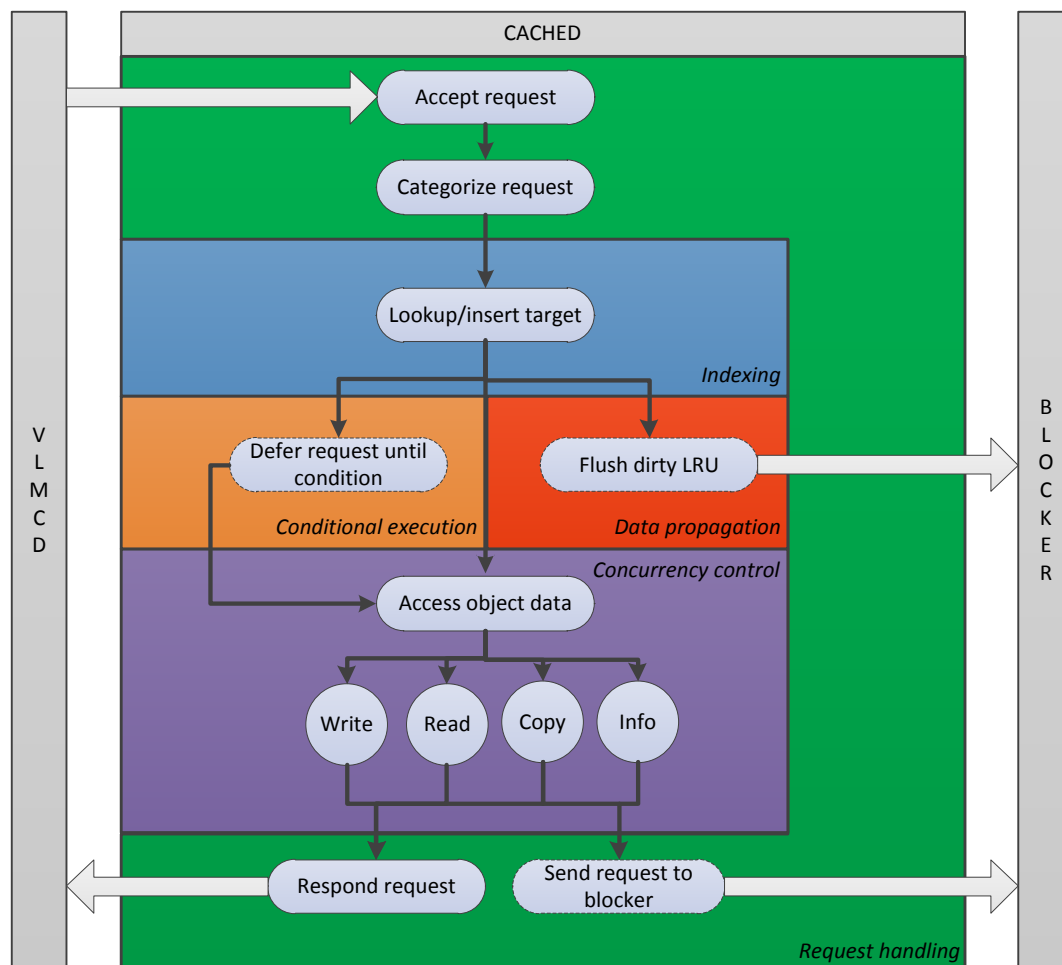 CACHED
Accept request
Categorize request
Lookup/insert target
Indexing
V
L
M
C
D
B
L
O
C
K
E
R
Defer request until
condition
Flush dirty LRU
Conditional execution
Data propagation
Concurrency control
Access object data
Write
Read
Copy
Info
Respond request
Send request to
blocker
Request handling